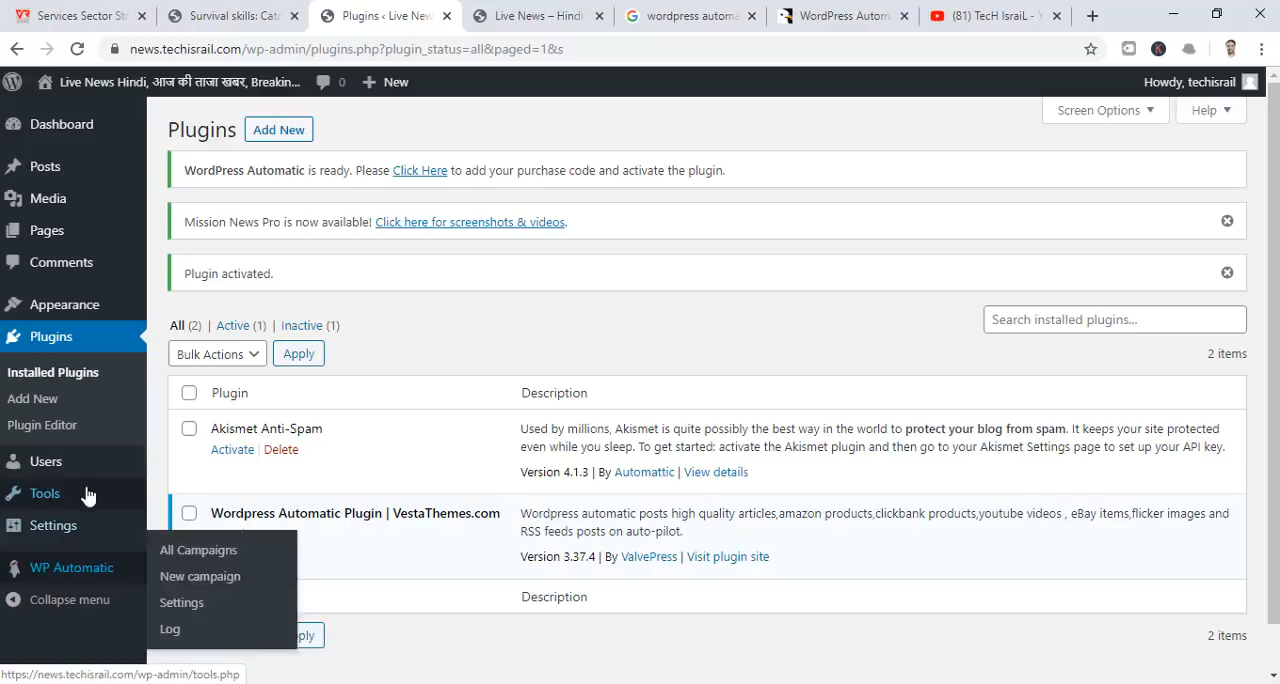 Services Sector St
Survival skills: Cat
Plugins ‹ Live New
Live News – Hindi
wordpress automa
WordPress Autom
(81) TecH IsraiL - Y
news.techisrail.com/wp-admin/plugins.php?plugin_status=all&paged=1&s
Live News Hindi, आज की ताजा खबर, Breakin... 0 New Howdy, techisrail
Screen Options Help
Dashboard
Posts
Media
Pages
Comments
Appearance
Plugins
Installed Plugins
Add New
Plugin Editor
Users
Tools
Settings
WP Automatic
Collapse menu
All Campaigns
New campaign
Settings
Log
Plugins Add New
WordPress Automatic is ready. Please Click Here to add your purchase code and activate the plugin.
Mission News Pro is now available! Click here for screenshots & videos.
Plugin activated.
All (2) | Active (1) | Inactive (1)
Search installed plugins...
Bulk Actions Apply
2 items
Plugin Description
Akismet Anti-Spam
Activate | Delete
Used by millions, Akismet is quite possibly the best way in the world to protect your blog from spam. It keeps your site protected
even while you sleep. To get started: activate the Akismet plugin and then go to your Akismet Settings page to set up your API key.
Version 4.1.3 | By Automattic | View details
Wordpress Automatic Plugin | VestaThemes.com
Wordpress automatic posts high quality articles,amazon products,clickbank products,youtube videos , eBay items,flicker images and
RSS feeds posts on auto-pilot.
Version 3.37.4 | By ValvePress | Visit plugin site
Description
ply
2 items
https://news.techisrail.com/wp-admin/tools.php